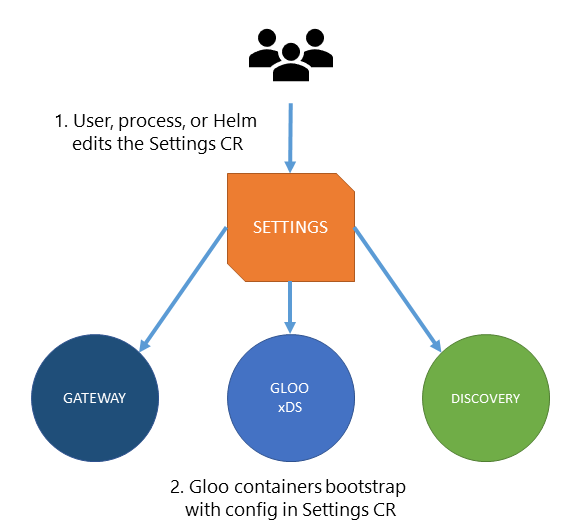 1. User, process, or Helm
edits the Settings CR
SETTINGS
GATEWAY
GLOO
xDS
DISCOVERY
2. Gloo containers bootstrap
with config in Settings CR